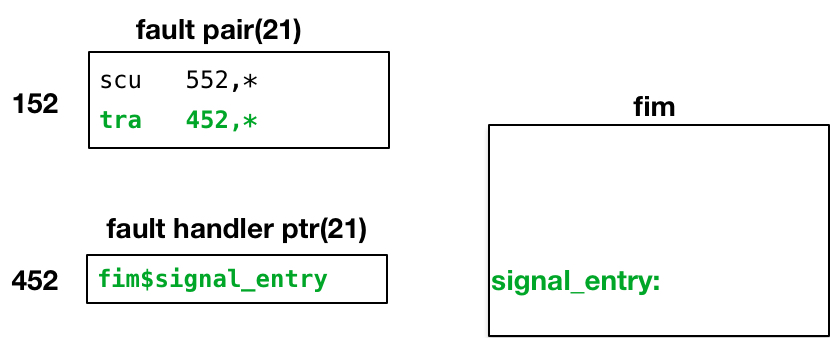 fault pair(21)
152
scu 552,*
tra 452,*
fim
fault handler ptr(21)
452
fim$signal_entry
signal_entry: